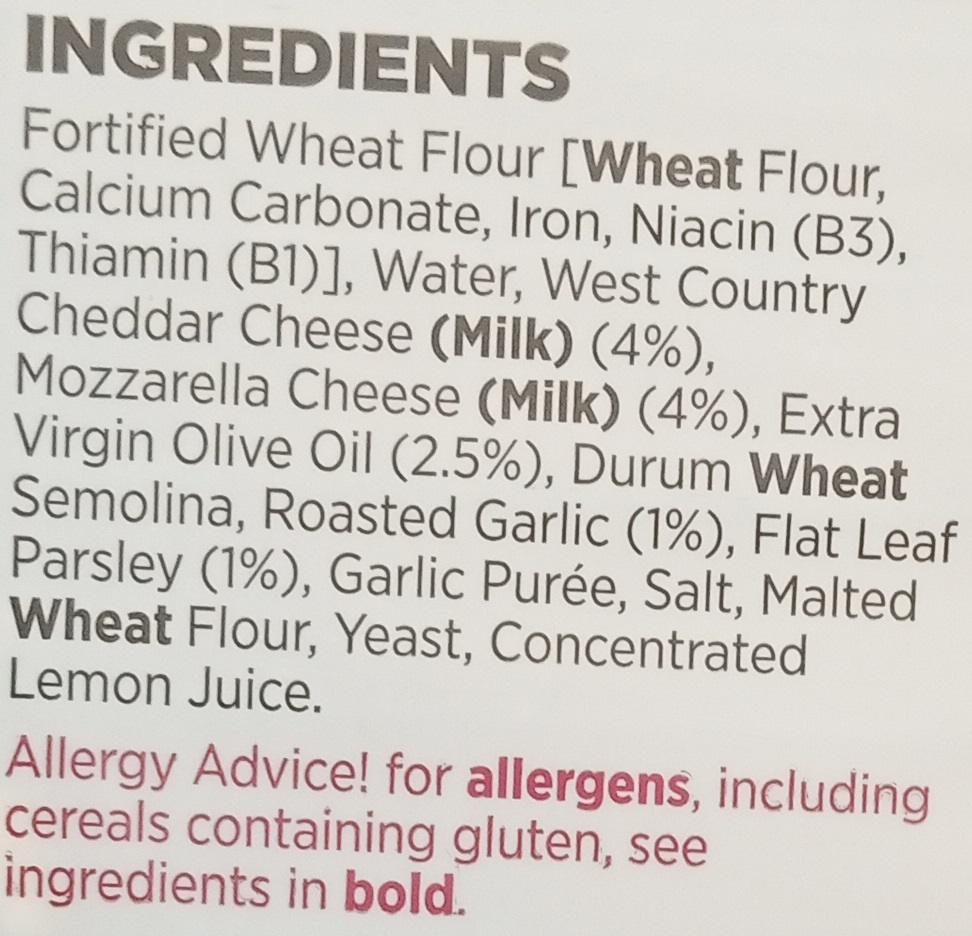 INGREDIENTS
Fortified Wheat Flour [Wheat Flour,
Calcium Carbonate, Iron, Niacin (B3),
Thiamin (B1)], Water, West Country
Cheddar Cheese (Milk) (4%),
Mozzarella Cheese (Milk) (4%), Extra
Virgin Olive Oil (2.5%), Durum Wheat
Semolina, Roasted Garlic (1%), Flat Leaf
Parsley (1%), Garlic Purée, Salt, Malted
Wheat Flour, Yeast, Concentrated
Lemon Juice.
Allergy Advice! for allergens, including
cereals containing gluten, see
ingredients in bold.